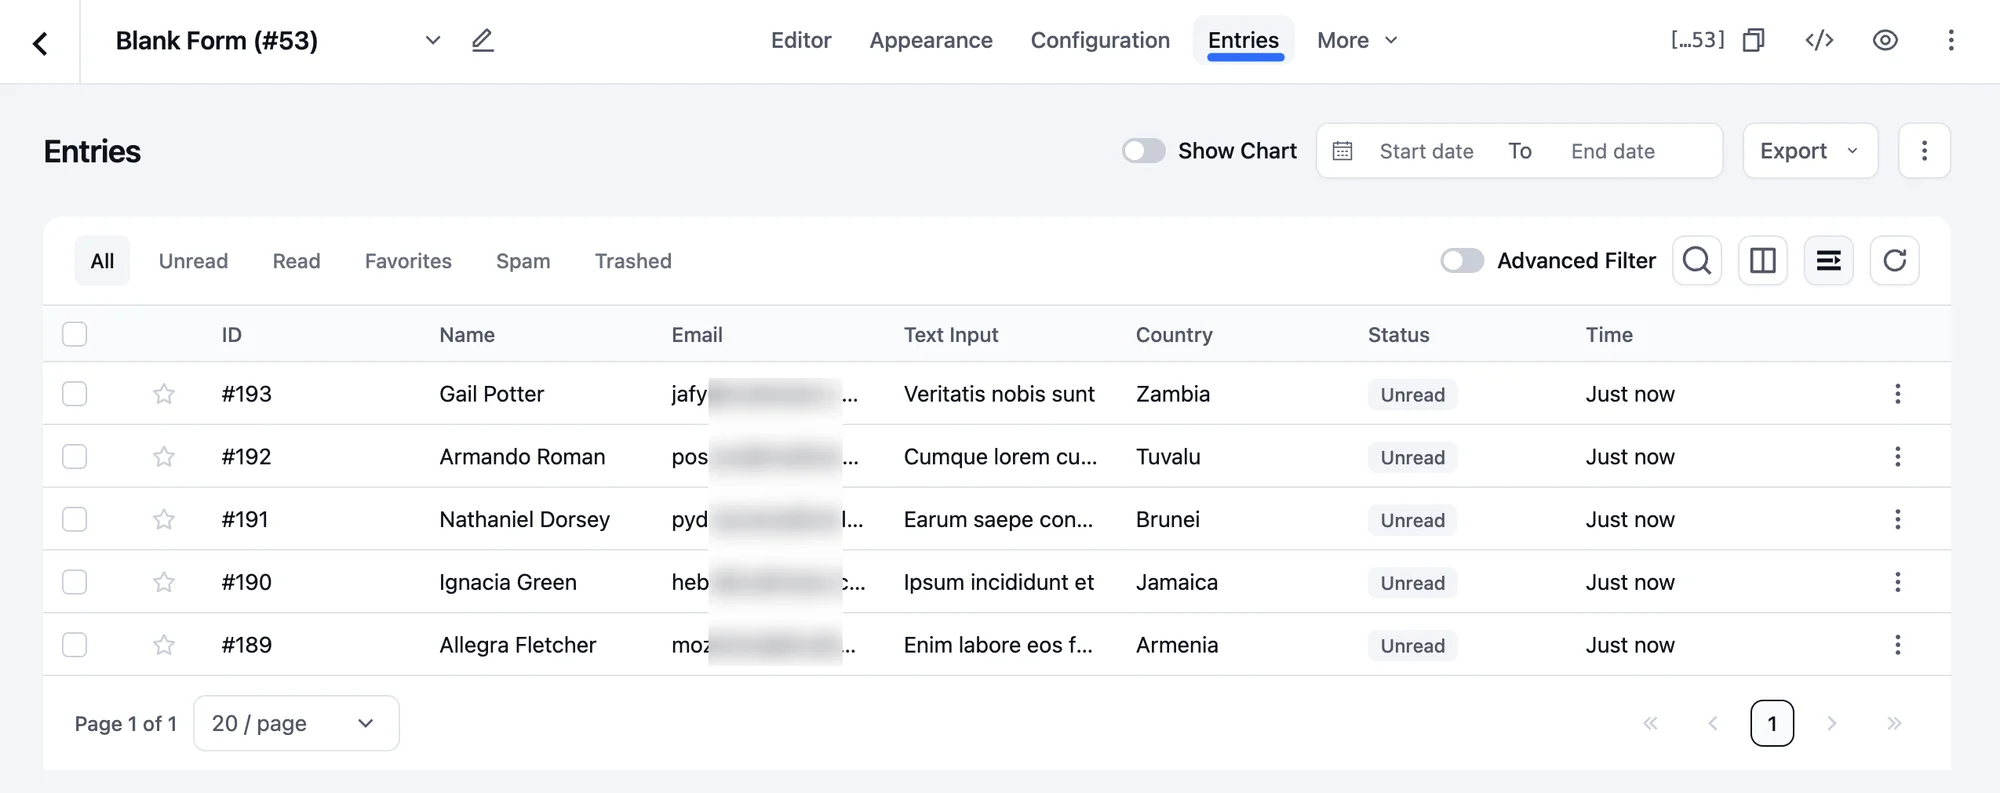 Blank Form (#53) Editor Appearance Configuration Entries More [...53] </>
Entries Show Chart Start date To End date Export
All Unread Read Favorites Spam Trashed Advanced Filter
ID Name Email Text Input Country Status Time
#193 Gail Potter jafy ... Veritatis nobis sunt Zambia Unread Just now
#192 Armando Roman pos ... Cumque lorem cu... Tuvalu Unread Just now
#191 Nathaniel Dorsey pyd ... Earum saepe con... Brunei Unread Just now
#190 Ignacia Green heb c... Ipsum incididunt et Jamaica Unread Just now
#189 Allegra Fletcher moz ... Enim labore eos f... Armenia Unread Just now
Page 1 of 1 20 / page « ‹ 1 › »